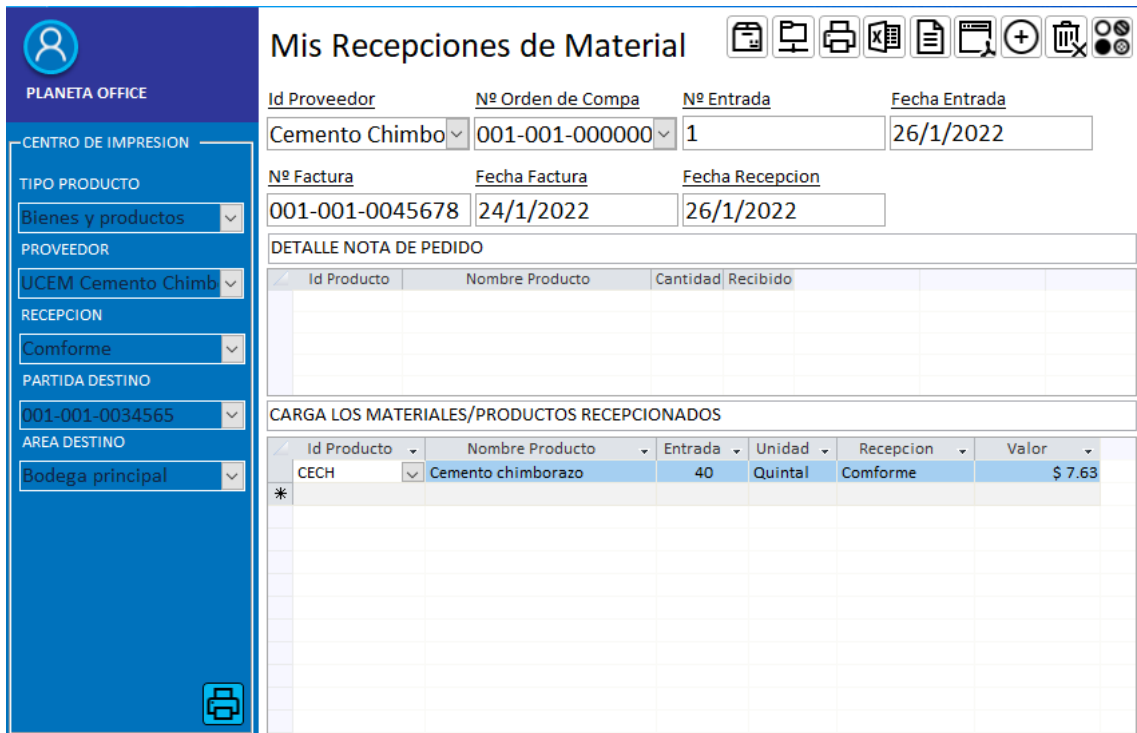 PLANETA OFFICE
CENTRO DE IMPRESION
TIPO PRODUCTO
Bienes y productos
PROVEEDOR
UCEM Cemento Chimb
RECEPCION
Comforme
PARTIDA DESTINO
001-001-0034565
AREA DESTINO
Bodega principal
Mis Recepciones de Material
Id Proveedor Nº Orden de Compa Nº Entrada Fecha Entrada
Cemento Chimbo 001-001-000000 1 26/1/2022
Nº Factura Fecha Factura Fecha Recepcion
001-001-0045678 24/1/2022 26/1/2022
DETALLE NOTA DE PEDIDO
Id Producto Nombre Producto Cantidad Recibido
CARGA LOS MATERIALES/PRODUCTOS RECEPCIONADOS
Id Producto Nombre Producto Entrada Unidad Recepcion Valor
CECH Cemento chimborazo 40 Quintal Comforme $ 7.63